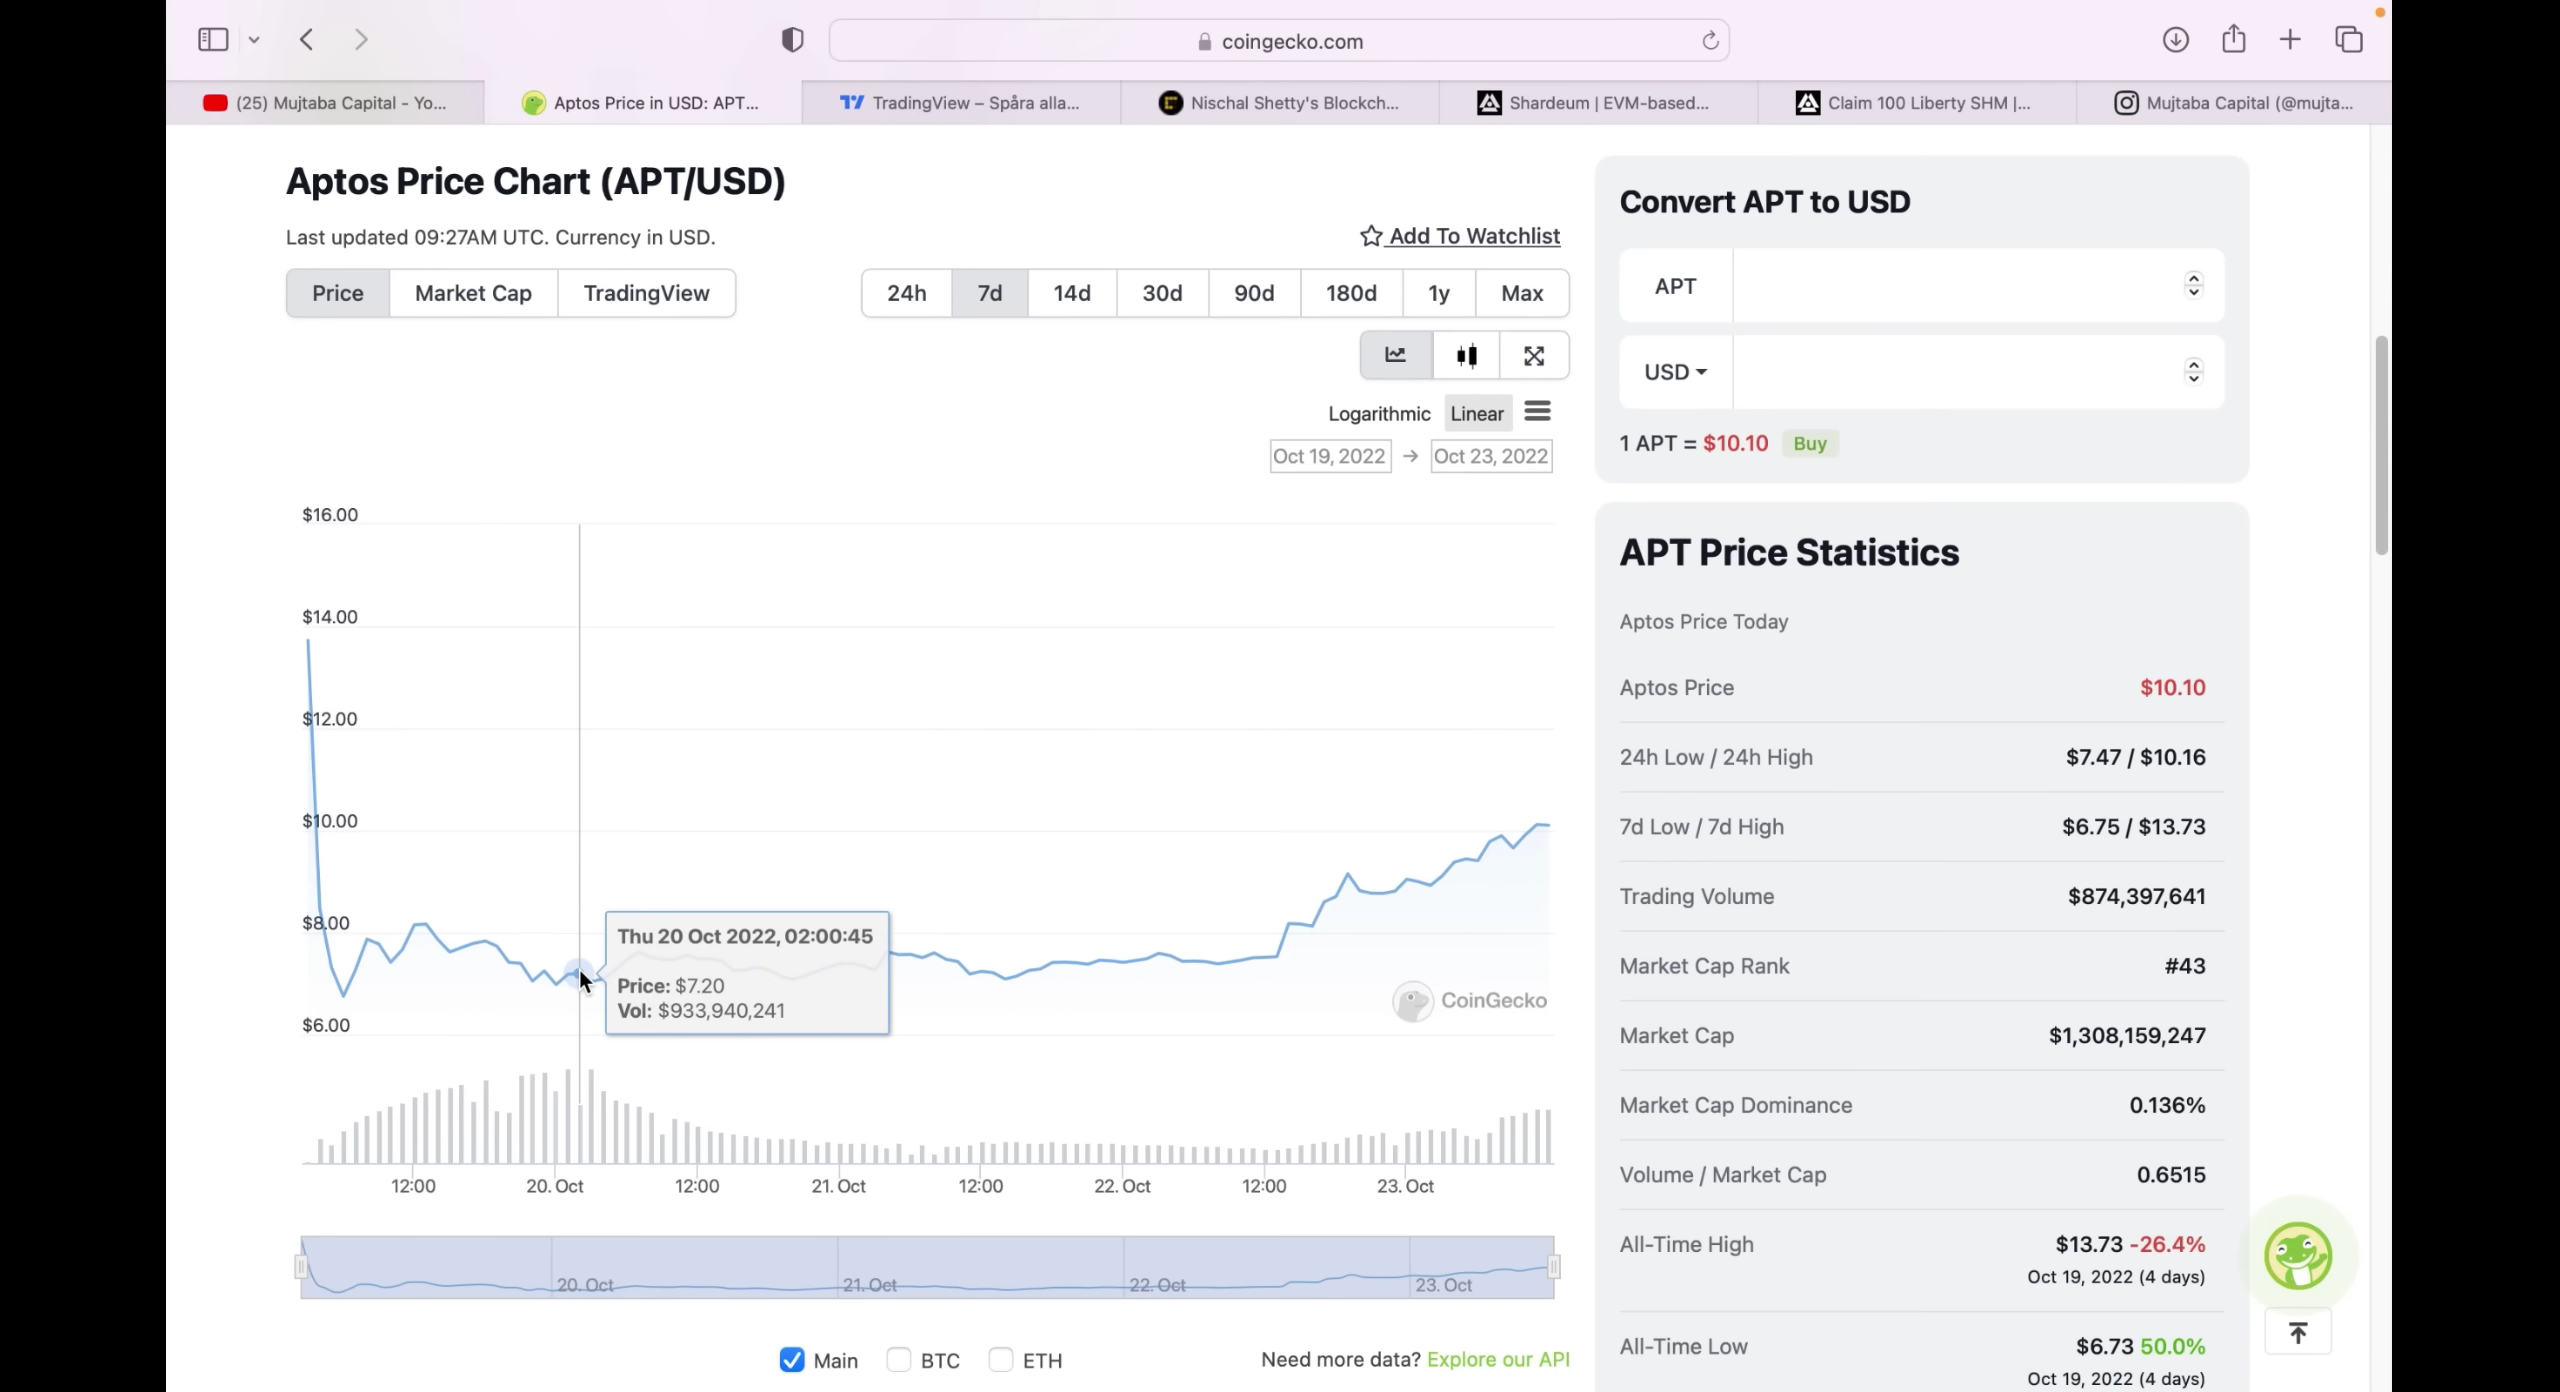 coingecko.com
(25) Mujtaba Capital - Yo...
Aptos Price in USD: APT...
TradingView – Spåra alla...
Nischal Shetty's Blockch...
Shardeum | EVM-based...
Claim 100 Liberty SHM |...
Mujtaba Capital (@mujta...
Aptos Price Chart (APT/USD)
Last updated 09:27AM UTC. Currency in USD.
Add To Watchlist
Price Market Cap TradingView
24h 7d 14d 30d 90d 180d 1y Max
Logarithmic Linear
Oct 19, 2022 → Oct 23, 2022
$16.00
$14.00
$12.00
$10.00
$8.00
$6.00
Thu 20 Oct 2022, 02:00:45
Price: $7.20
Vol: $933,940,241
CoinGecko
12:00 20. Oct 12:00 21. Oct 12:00 22. Oct 12:00 23. Oct
20. Oct 21. Oct 22. Oct 23. Oct
Main BTC ETH
Need more data? Explore our API
Convert APT to USD
APT
USD
1 APT = $10.10 Buy
APT Price Statistics
Aptos Price Today
Aptos Price $10.10
24h Low / 24h High $7.47 / $10.16
7d Low / 7d High $6.75 / $13.73
Trading Volume $874,397,641
Market Cap Rank #43
Market Cap $1,308,159,247
Market Cap Dominance 0.136%
Volume / Market Cap 0.6515
All-Time High $13.73 -26.4%
Oct 19, 2022 (4 days)
All-Time Low $6.73 50.0%
Oct 19, 2022 (4 days)